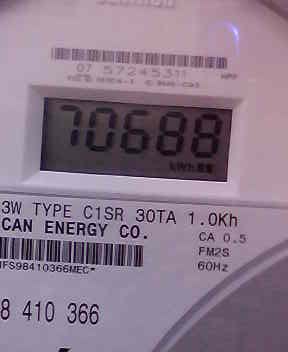 07 57245311
70688
kWh
3W TYPE C1SR 30TA 1.0Kh
CAN ENERGY CO.
CA 0.5
FM2S
60Hz
8 410 366